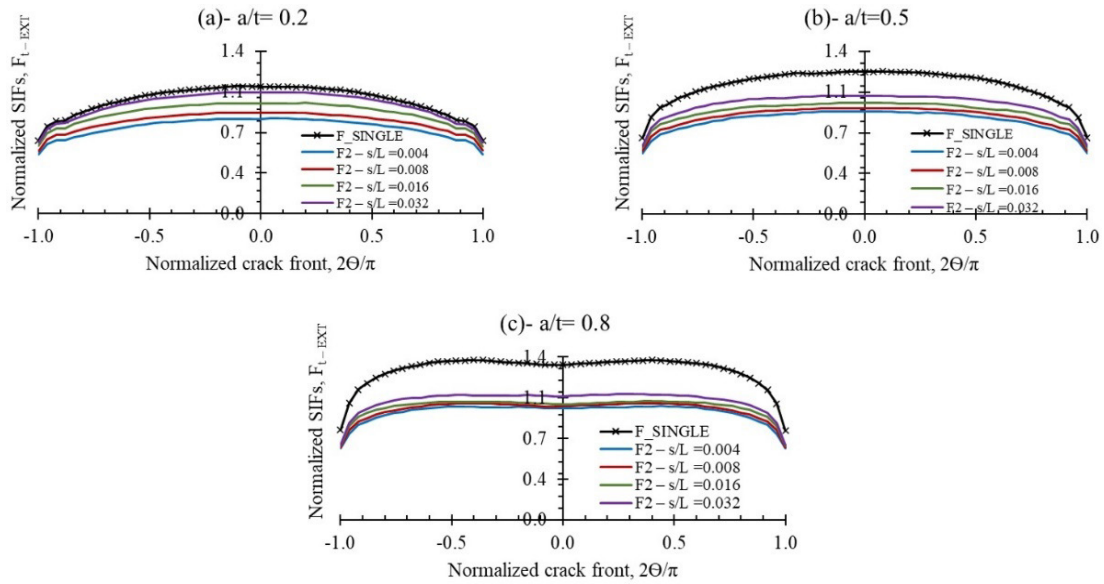 (a)- a/t= 0.2
Normalized SIFs, F_{t – EXT}
1.4
1.1
0.7
0.4
0.0
F_SINGLE
F2 – s/L =0.004
F2 – s/L =0.008
F2 – s/L =0.016
F2 – s/L =0.032
-1.0 -0.5 0.0 0.5 1.0
Normalized crack front, 2Θ/π
(b)- a/t=0.5
Normalized SIFs, F_{t – EXT}
1.4
1.1
0.7
0.4
0.0
F_SINGLE
F2 – s/L =0.004
F2 – s/L =0.008
F2 – s/L =0.016
F2 – s/L =0.032
-1.0 -0.5 0.0 0.5 1.0
Normalized crack front, 2Θ/π
(c)- a/t= 0.8
Normalized SIFs, F_{t – EXT}
1.4
1.1
0.7
0.4
0.0
F_SINGLE
F2 – s/L =0.004
F2 – s/L =0.008
F2 – s/L =0.016
F2 – s/L =0.032
-1.0 -0.5 0.0 0.5 1.0
Normalized crack front, 2Θ/π